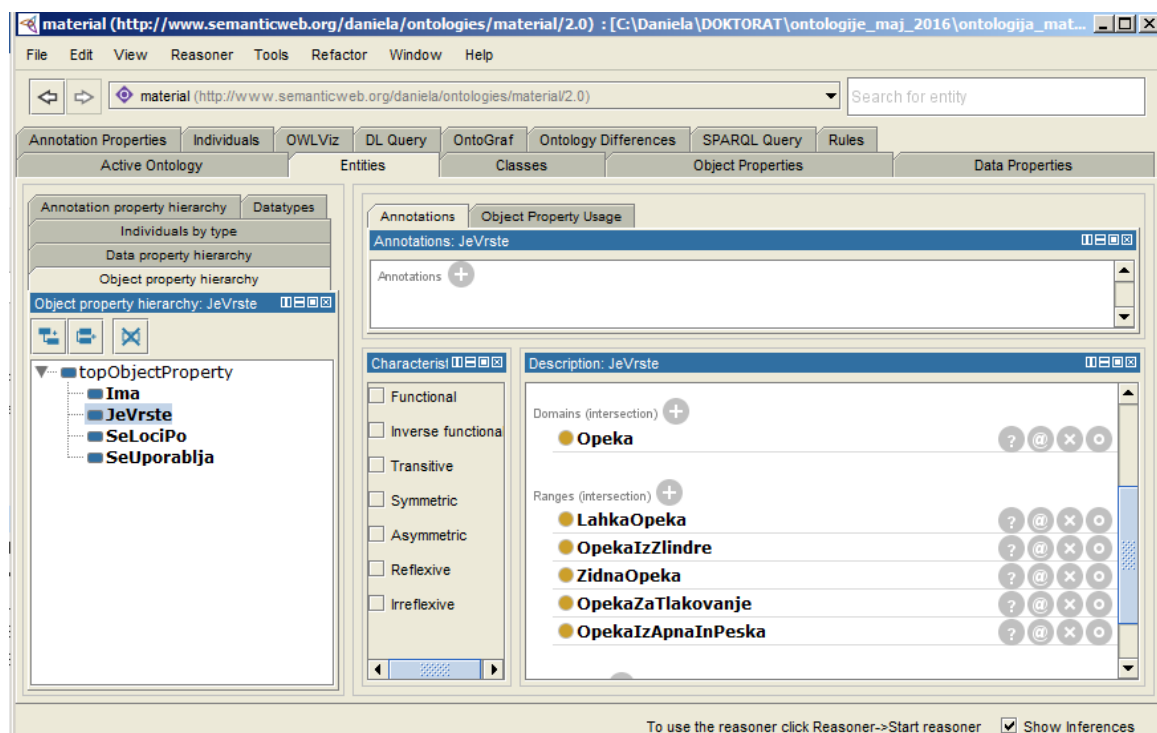 material (http://www.semanticweb.org/daniela/ontologies/material/2.0) : [C:\Daniela\DOKTORAT\ontologije_maj_2016\ontologija_mat...
File Edit View Reasoner Tools Refactor Window Help
material (http://www.semanticweb.org/daniela/ontologies/material/2.0) Search for entity
Annotation Properties Individuals OWLViz DL Query OntoGraf Ontology Differences SPARQL Query Rules
Active Ontology Entities Classes Object Properties Data Properties
Annotation property hierarchy Datatypes
Individuals by type
Data property hierarchy
Object property hierarchy
Object property hierarchy: JeVrste
topObjectProperty
Ima
JeVrste
SeLociPo
SeUporablja
Annotations Object Property Usage
Annotations: JeVrste
Annotations
Characterist
Functional
Inverse functional
Transitive
Symmetric
Asymmetric
Reflexive
Irreflexive
Description: JeVrste
Domains (intersection)
Opeka
Ranges (intersection)
LahkaOpeka
OpekaIzZlindre
ZidnaOpeka
OpekaZaTlakovanje
OpekaIzApnaInPeska
To use the reasoner click Reasoner->Start reasoner Show Inferences